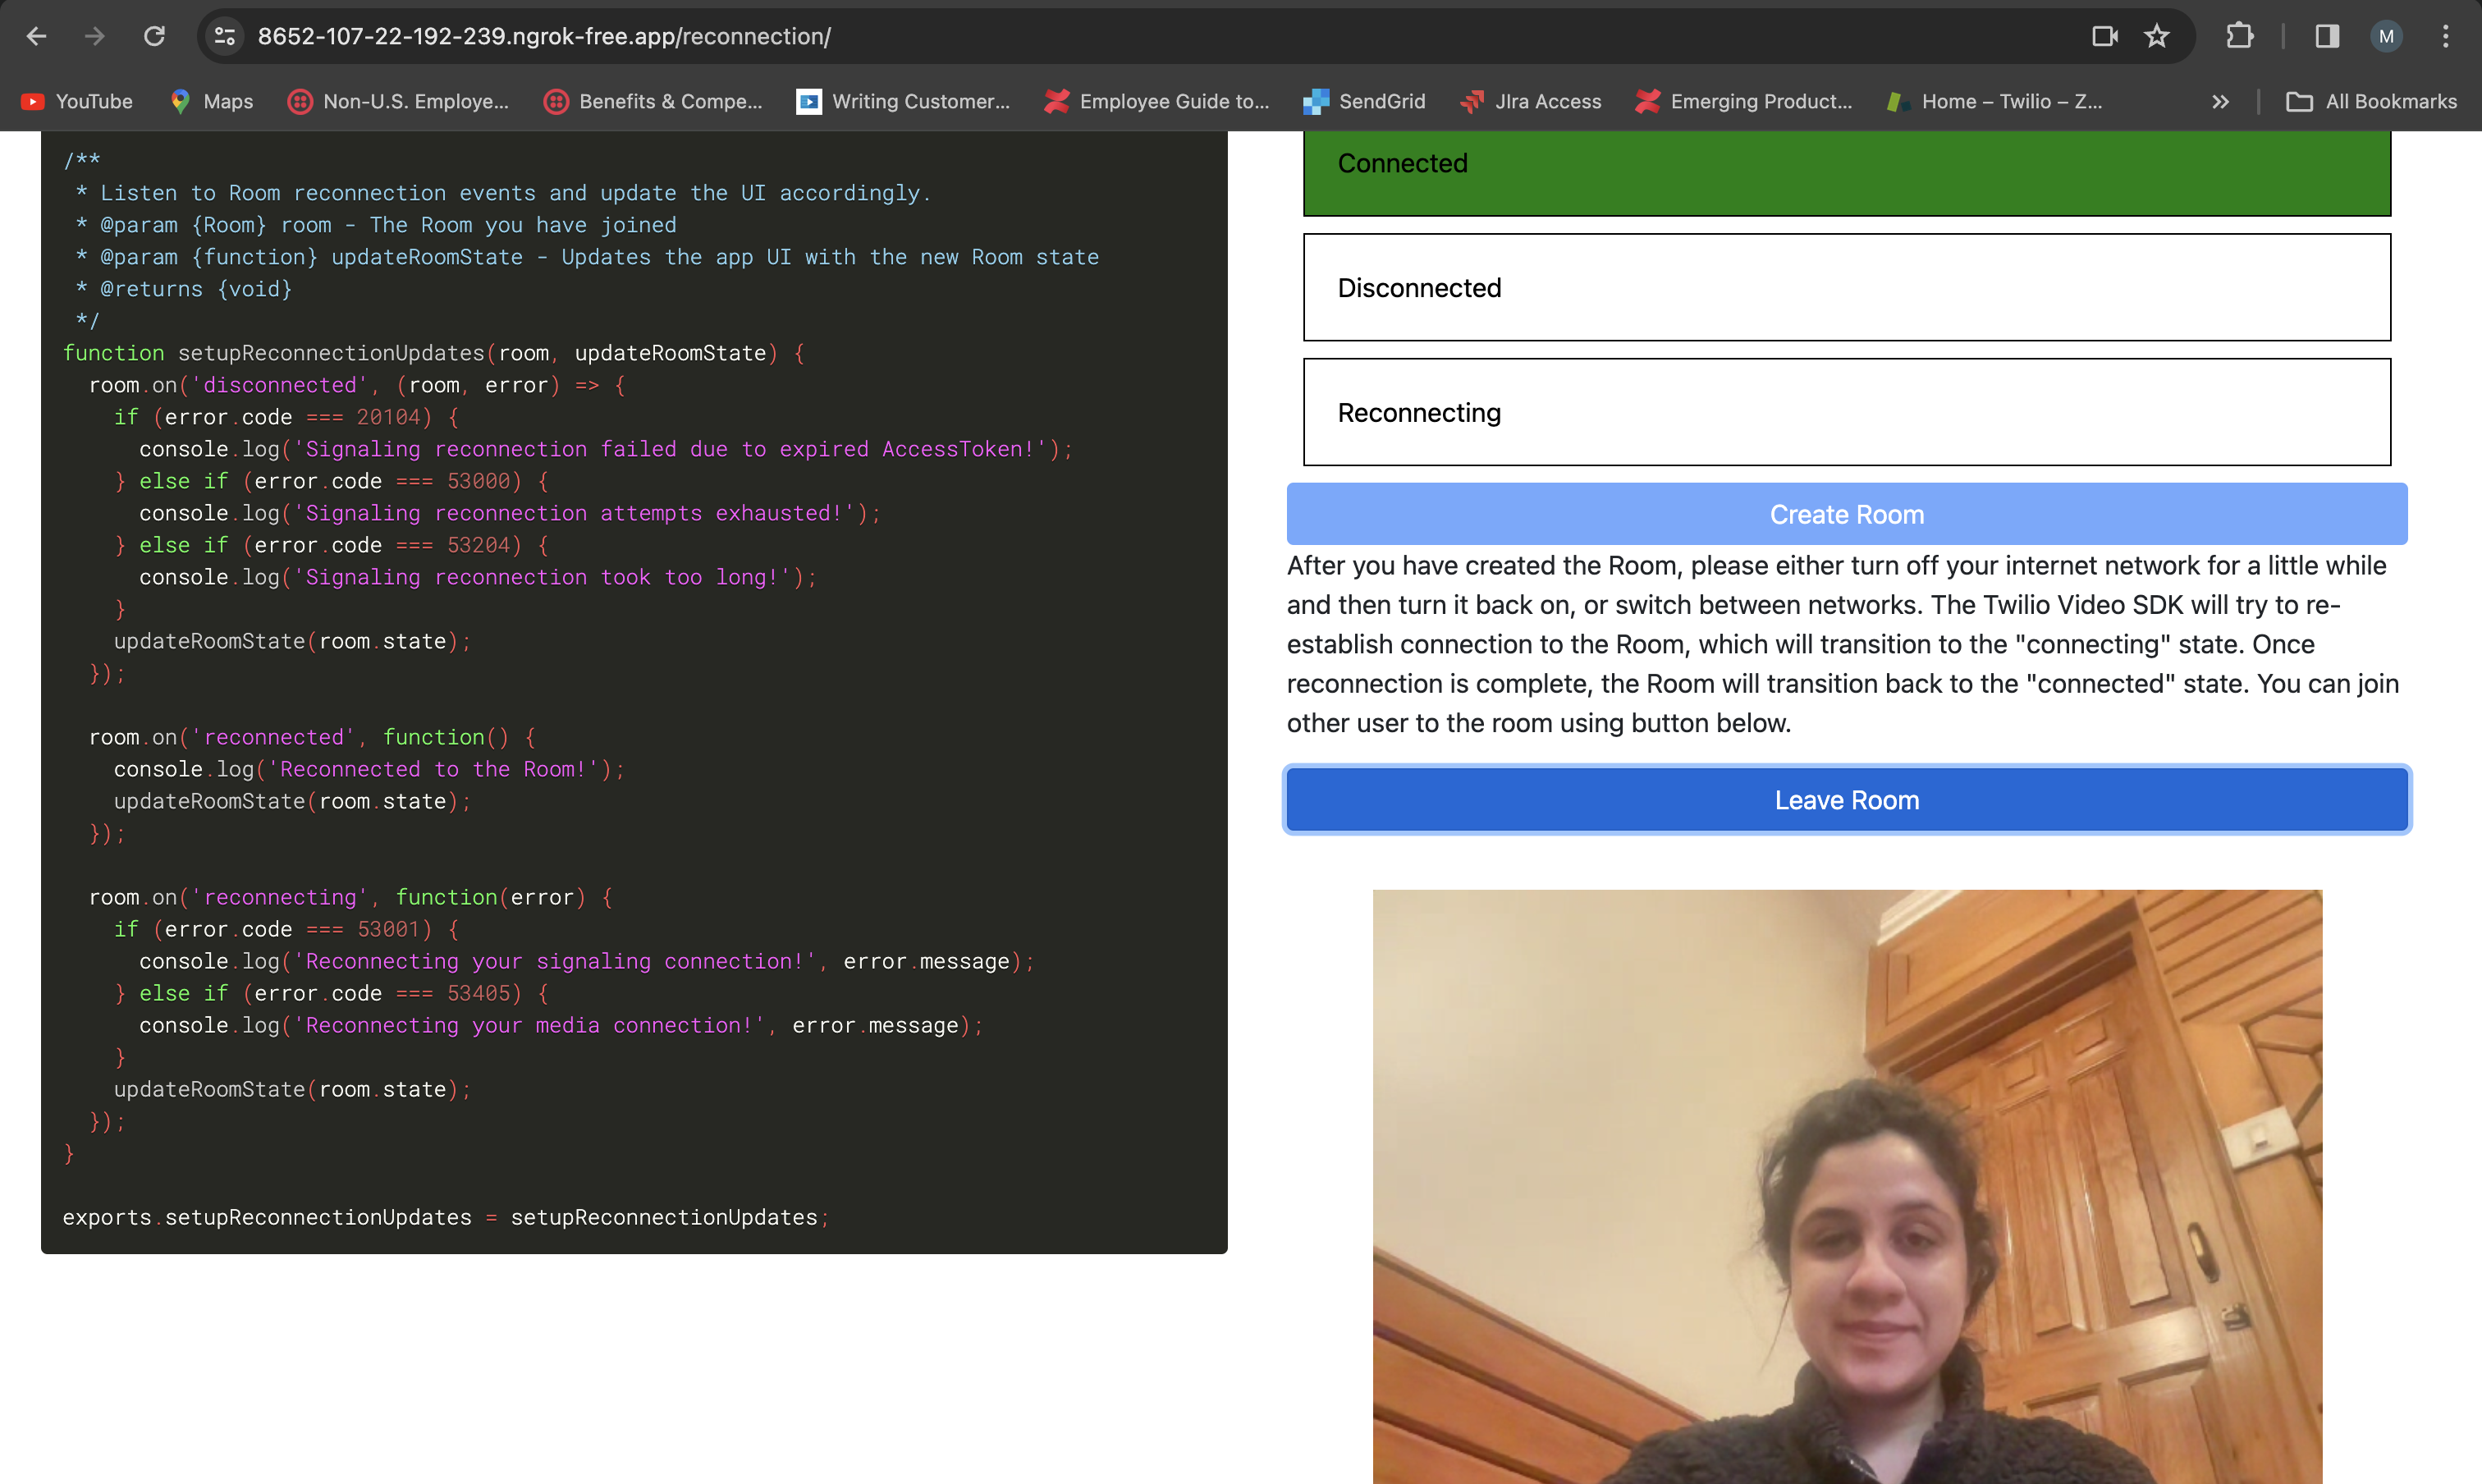 8652-107-22-192-239.ngrok-free.app/reconnection/
M
YouTube
Maps
Non-U.S. Employe...
Benefits & Compe...
Writing Customer...
Employee Guide to...
SendGrid
JIra Access
Emerging Product...
Home – Twilio – Z...
All Bookmarks
/**
 * Listen to Room reconnection events and update the UI accordingly.
 * @param {Room} room - The Room you have joined
 * @param {function} updateRoomState - Updates the app UI with the new Room state
 * @returns {void}
 */
function setupReconnectionUpdates(room, updateRoomState) {
  room.on('disconnected', (room, error) => {
    if (error.code === 20104) {
      console.log('Signaling reconnection failed due to expired AccessToken!');
    } else if (error.code === 53000) {
      console.log('Signaling reconnection attempts exhausted!');
    } else if (error.code === 53204) {
      console.log('Signaling reconnection took too long!');
    }
    updateRoomState(room.state);
  });
  room.on('reconnected', function() {
    console.log('Reconnected to the Room!');
    updateRoomState(room.state);
  });
  room.on('reconnecting', function(error) {
    if (error.code === 53001) {
      console.log('Reconnecting your signaling connection!', error.message);
    } else if (error.code === 53405) {
      console.log('Reconnecting your media connection!', error.message);
    }
    updateRoomState(room.state);
  });
}
exports.setupReconnectionUpdates = setupReconnectionUpdates;
Connected
Disconnected
Reconnecting
Create Room
After you have created the Room, please either turn off your internet network for a little while
and then turn it back on, or switch between networks. The Twilio Video SDK will try to re-
establish connection to the Room, which will transition to the "connecting" state. Once
reconnection is complete, the Room will transition back to the "connected" state. You can join
other user to the room using button below.
Leave Room